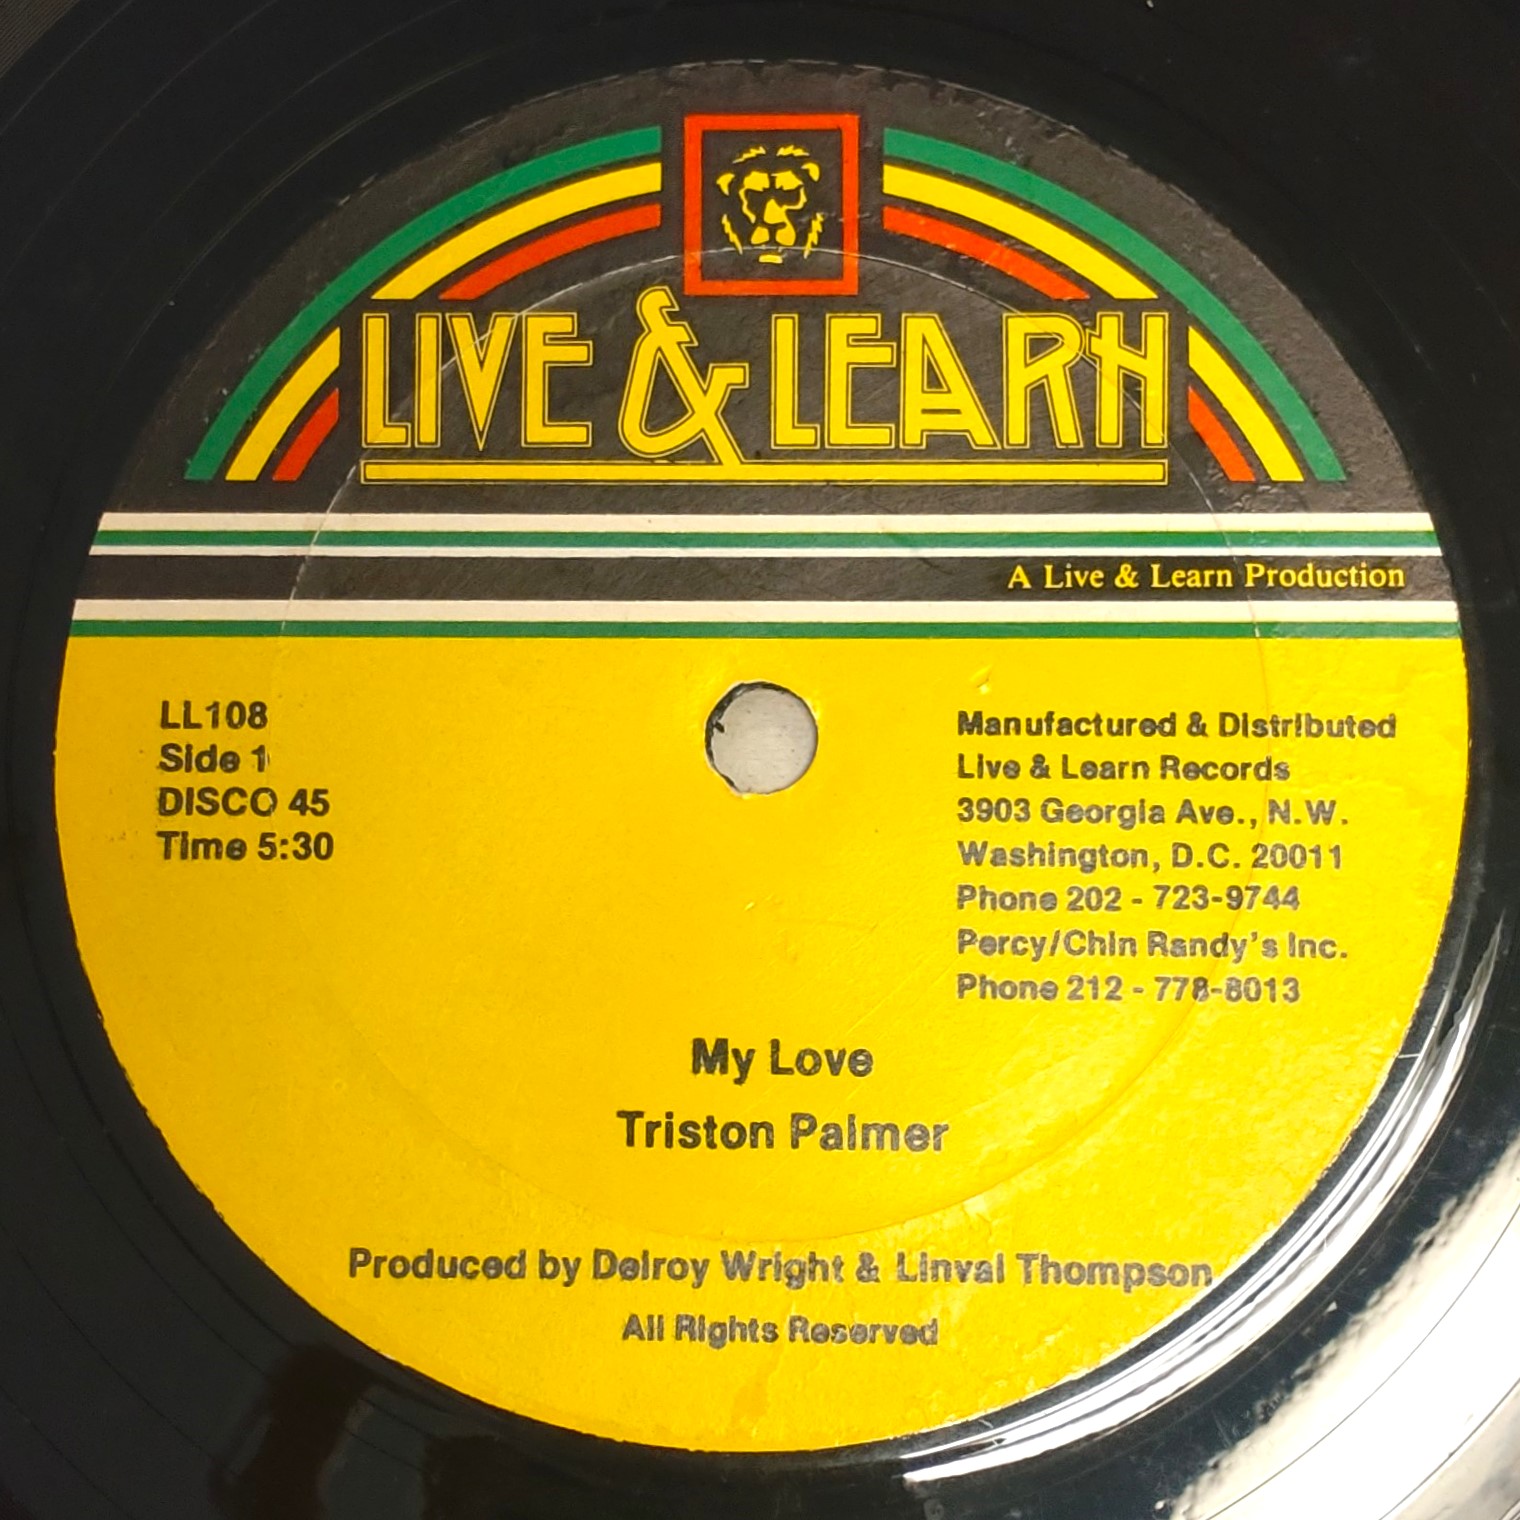 LIVE & LEARN
A Live & Learn Production
LL108
Side 1
DISCO 45
Time 5:30
Manufactured & Distributed
Live & Learn Records
3903 Georgia Ave., N.W.
Washington, D.C. 20011
Phone 202 - 723-9744
Percy/Chin Randy's Inc.
Phone 212 - 778-8013
My Love
Triston Palmer
Produced by Delroy Wright & Linval Thompson
All Rights Reserved